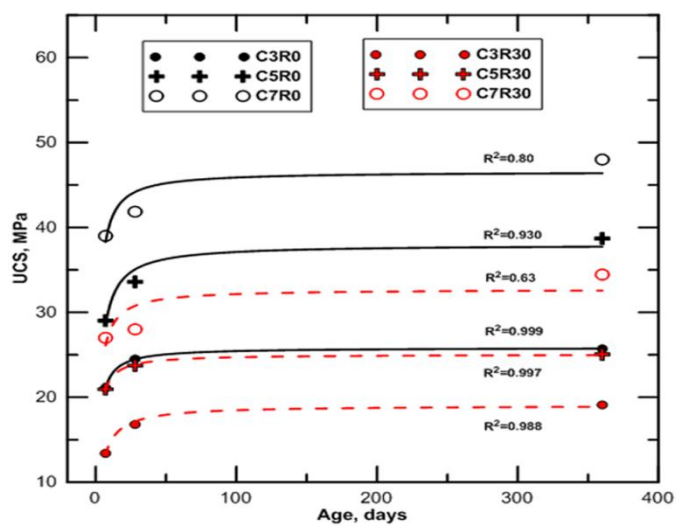 60
50
40
30
20
10
UCS, MPa
C3R0
C5R0
C7R0
C3R30
C5R30
C7R30
R²=0.80
R²=0.930
R²=0.63
R²=0.999
R²=0.997
R²=0.988
0
100
200
300
400
Age, days